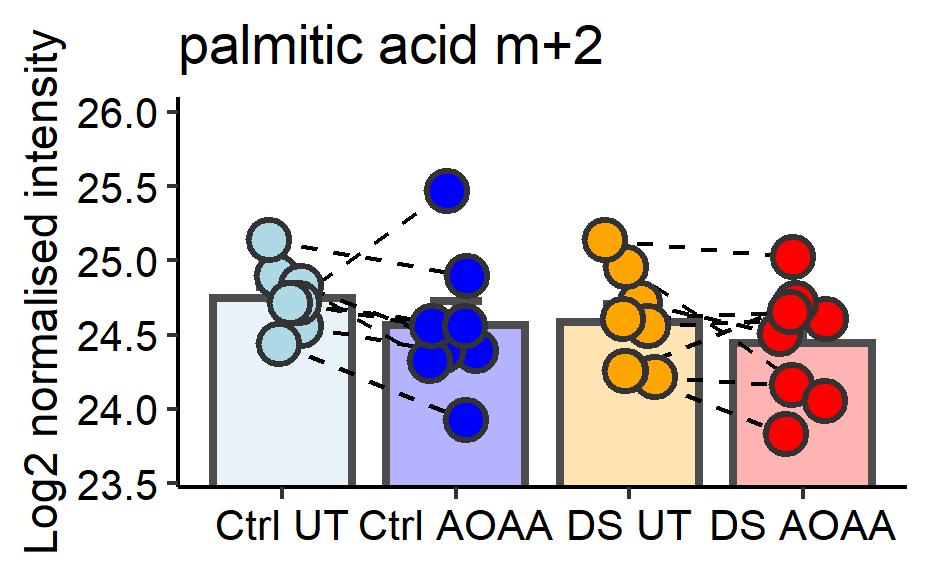 palmitic acid m+2
Log2 normalised intensity
26.0
25.5
25.0
24.5
24.0
23.5
Ctrl UT Ctrl AOAA DS UT DS AOAA